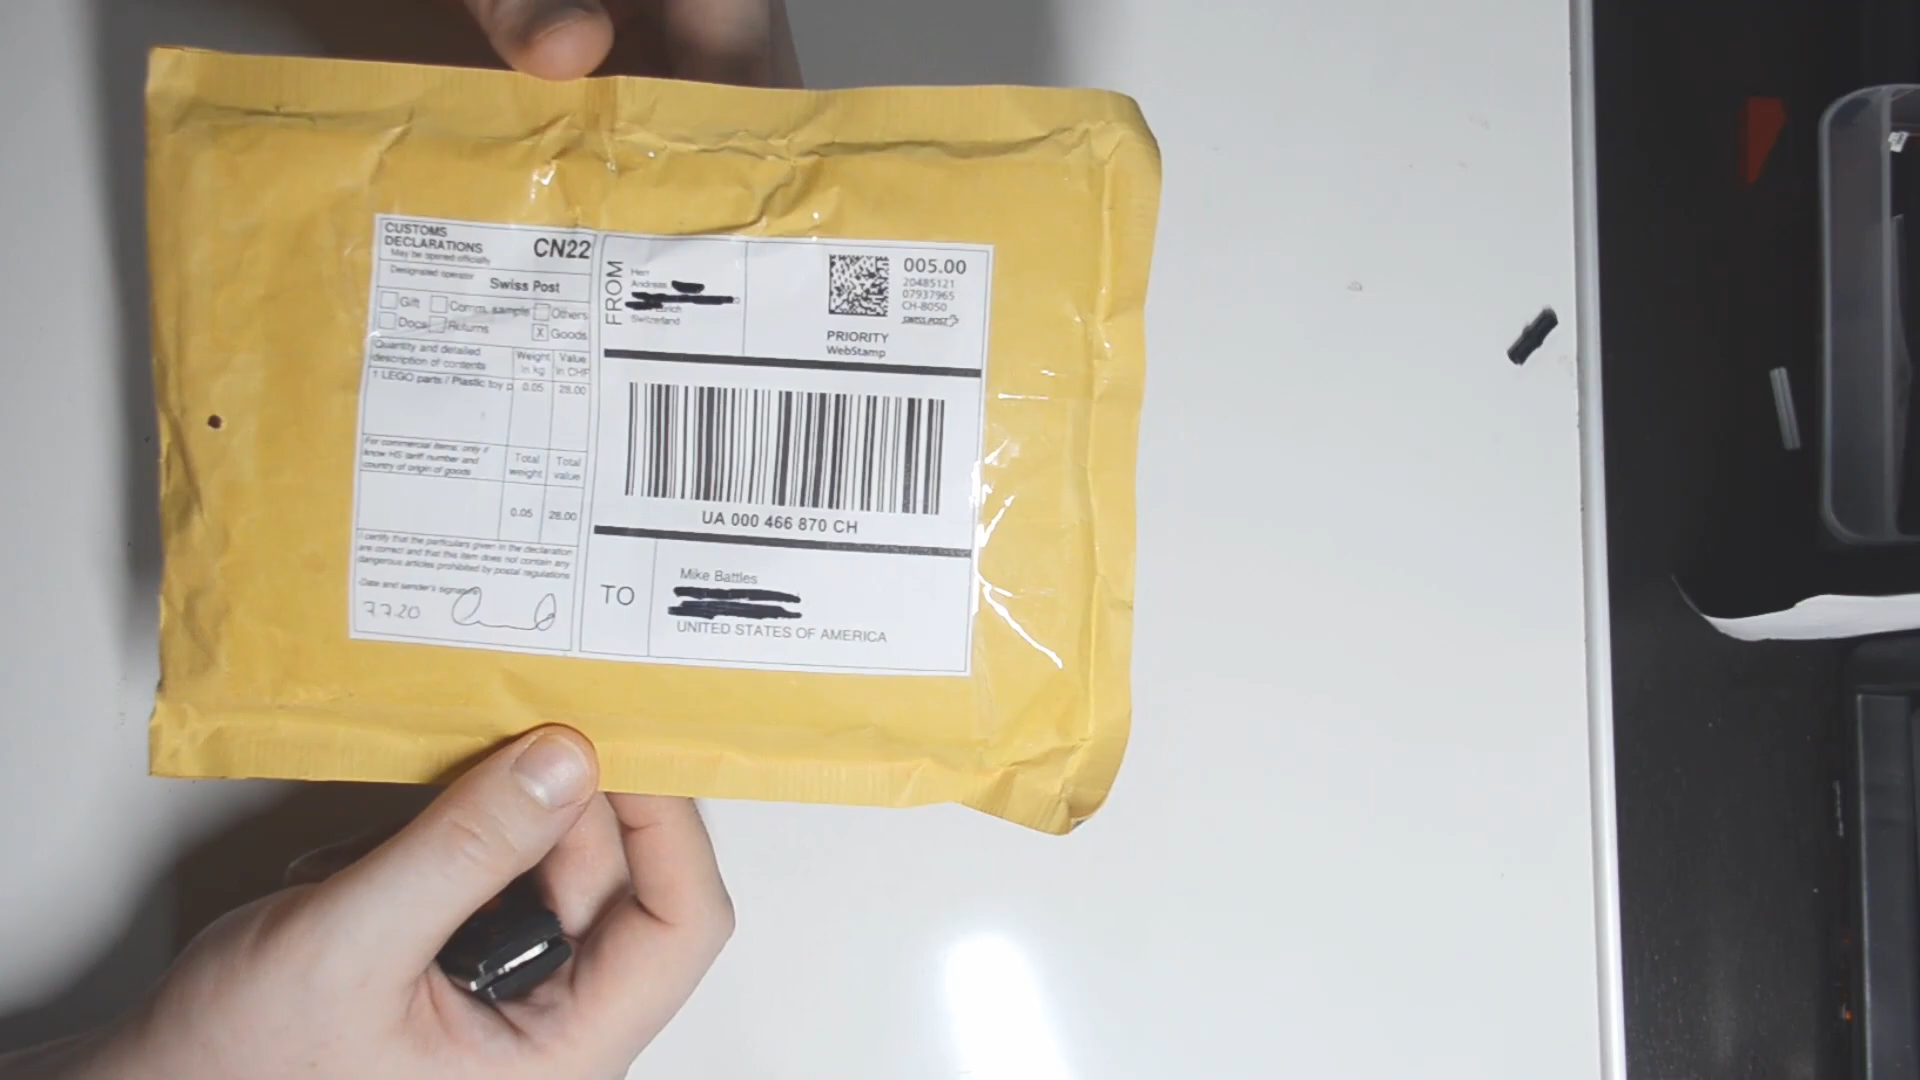 CUSTOMS
DECLARATIONS
May be opened officially
CN22
Designated operator
Swiss Post
Gift
Comm. sample
Others
Docs
Returns
X Goods
Quantity and detailed
description of contents
Weight
in kg
Value
in CHF
1 LEGO parts / Plastic toy p
0.05
28.00
For commercial items, only if
know HS tariff number and
country of origin of goods
Total
weight
Total
value
0.05
28.00
I certify that the particulars given in the declaration
are correct and that this item does not contain any
dangerous articles prohibited by postal regulations
Date and sender's signature
7.7.20
FROM
Herr
Andreas
Switzerland
005.00
20485121
07937965
CH-8050
SWISS POST
PRIORITY
WebStamp
UA 000 466 870 CH
TO
Mike Battles
UNITED STATES OF AMERICA